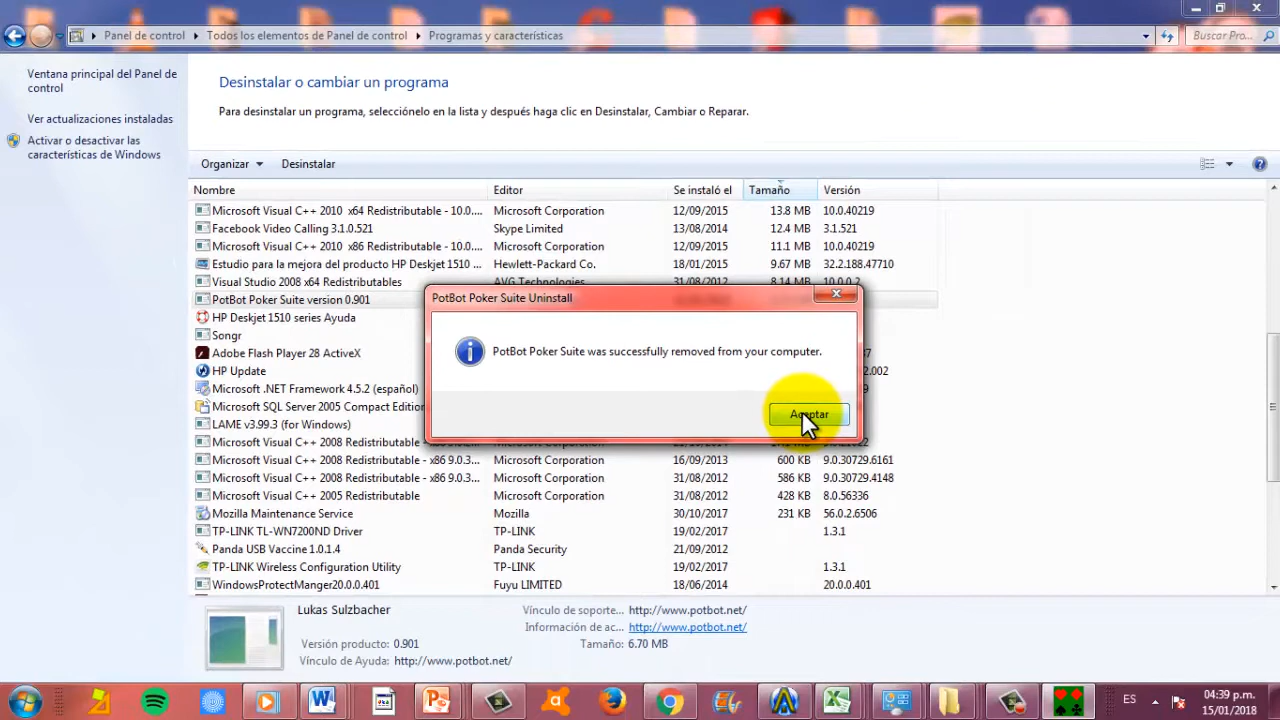 Panel de control ▸ Todos los elementos de Panel de control ▸ Programas y características
Buscar Pro...
Ventana principal del Panel de control
Ver actualizaciones instaladas
Activar o desactivar las características de Windows
Desinstalar o cambiar un programa
Para desinstalar un programa, selecciónelo en la lista y después haga clic en Desinstalar, Cambiar o Reparar.
Organizar Desinstalar
Nombre Editor Se instaló el Tamaño Versión
Microsoft Visual C++ 2010 x64 Redistributable - 10.0.... Microsoft Corporation 12/09/2015 13.8 MB 10.0.40219
Facebook Video Calling 3.1.0.521 Skype Limited 13/08/2014 12.4 MB 3.1.521
Microsoft Visual C++ 2010 x86 Redistributable - 10.0.... Microsoft Corporation 12/09/2015 11.1 MB 10.0.40219
Estudio para la mejora del producto HP Deskjet 1510 ... Hewlett-Packard Co. 18/01/2015 9.67 MB 32.2.188.47710
Visual Studio 2008 x64 Redistributables AVG Technologies 31/08/2012 8.14 MB 10.0.0.2
PotBot Poker Suite version 0.901
HP Deskjet 1510 series Ayuda
Songr
Adobe Flash Player 28 ActiveX
HP Update
Microsoft .NET Framework 4.5.2 (español)
Microsoft SQL Server 2005 Compact Edition
LAME v3.99.3 (for Windows)
Microsoft Visual C++ 2008 Redistributable
PotBot Poker Suite Uninstall
PotBot Poker Suite was successfully removed from your computer.
Aceptar
Microsoft Visual C++ 2008 Redistributable - x86 9.0.3... Microsoft Corporation 16/09/2013 600 KB 9.0.30729.6161
Microsoft Visual C++ 2008 Redistributable - x86 9.0.3... Microsoft Corporation 31/08/2012 586 KB 9.0.30729.4148
Microsoft Visual C++ 2005 Redistributable Microsoft Corporation 31/08/2012 428 KB 8.0.56336
Mozilla Maintenance Service Mozilla 30/10/2017 231 KB 56.0.2.6506
TP-LINK TL-WN7200ND Driver TP-LINK 19/02/2017 1.3.1
Panda USB Vaccine 1.0.1.4 Panda Security 21/09/2012
TP-LINK Wireless Configuration Utility TP-LINK 19/02/2017 1.3.1
WindowsProtectManger20.0.0.401 Fuyu LIMITED 18/06/2014 20.0.0.401
Lukas Sulzbacher Vínculo de soporte... http://www.potbot.net/
Información de ac... http://www.potbot.net/
Versión producto: 0.901 Tamaño: 6.70 MB
Vínculo de Ayuda: http://www.potbot.net/
ES 04:39 p.m.
15/01/2018